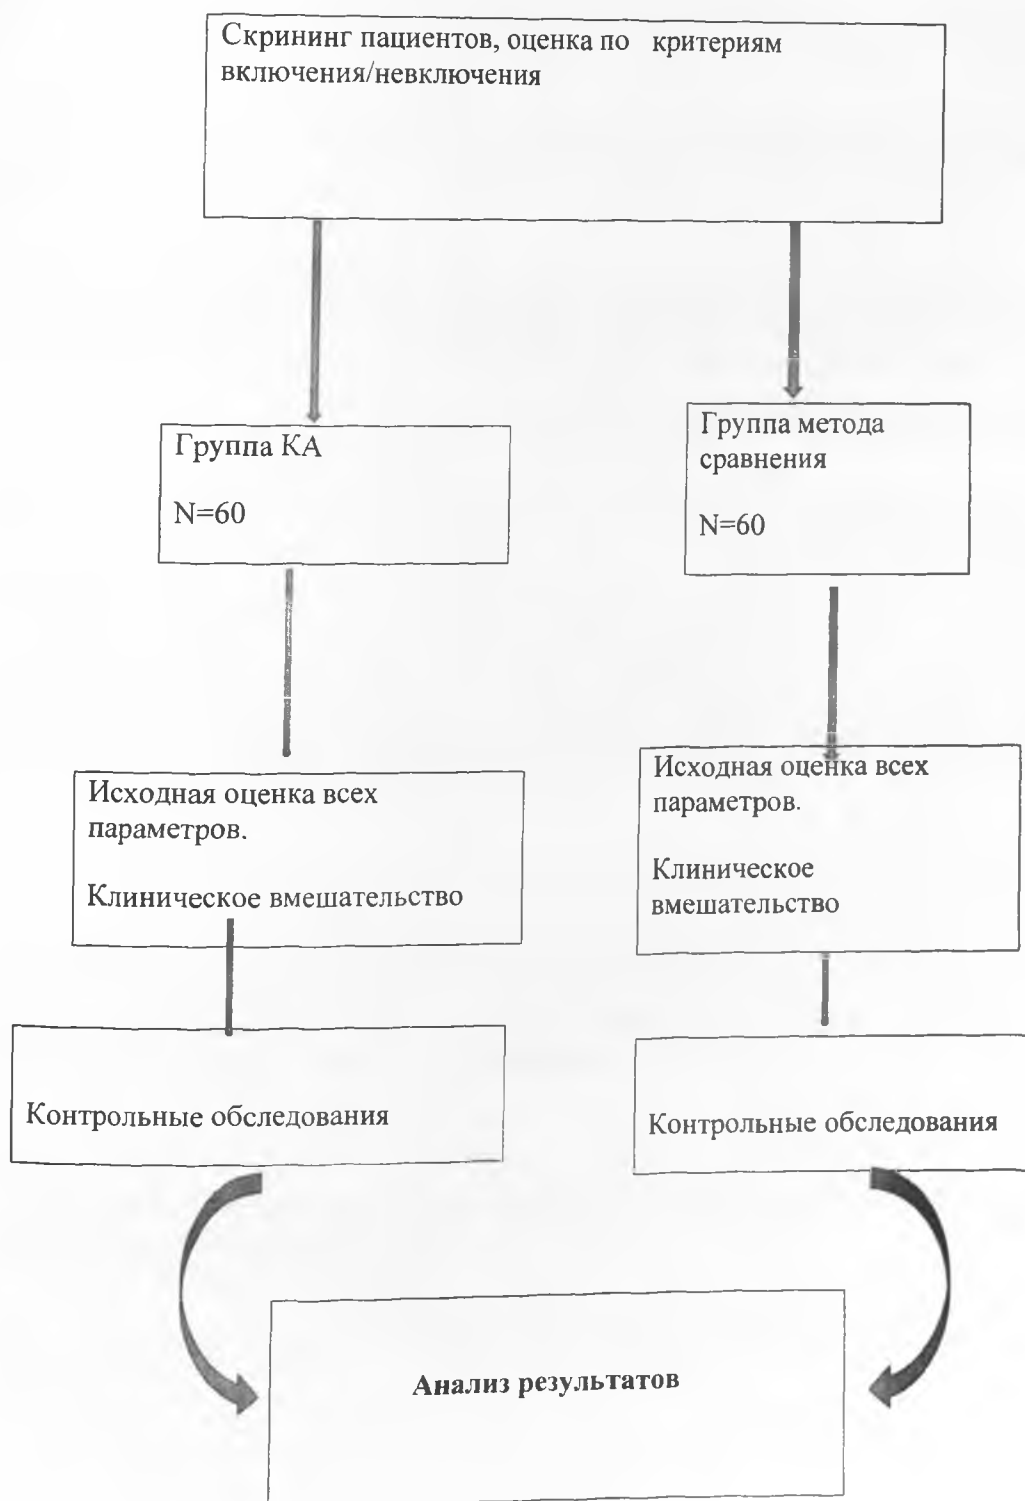 Скрининг пациентов, оценка по критериям
включения/невключения
Группа КА
N=60
Группа метода
сравнения
N=60
Исходная оценка всех
параметров.
Клиническое вмешательство
Исходная оценка всех
параметров.
Клиническое
вмешательство
Контрольные обследования
Контрольные обследования
Анализ результатов